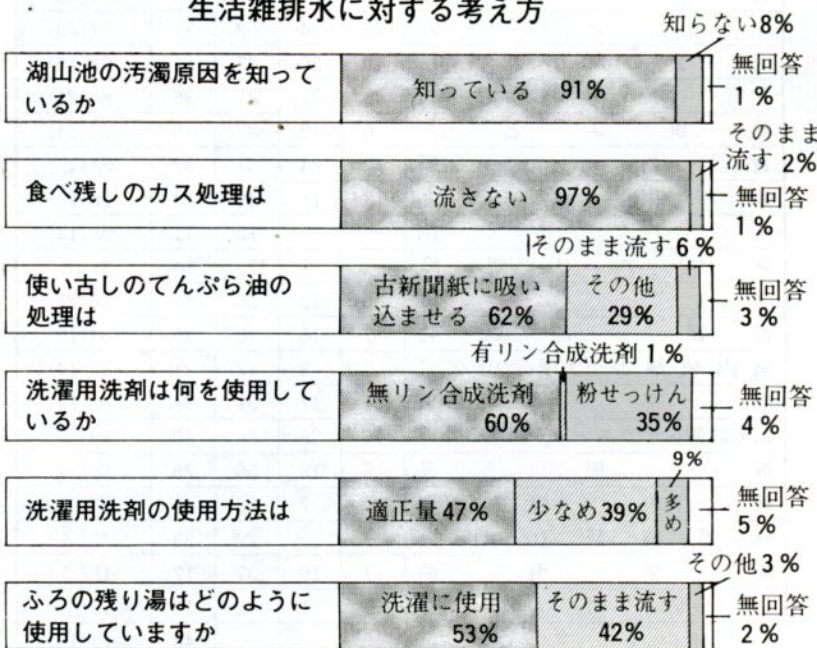 生活雑排水に対する考え方
知らない8%
湖山池の汚濁原因を知って
いるか
知っている 91%
無回答
1%
そのまま
流す 2%
食べ残しのカス処理は
流さない 97%
無回答
1%
そのまま流す6%
使い古しのてんぷら油の
処理は
古新聞紙に吸い
込ませる 62%
その他
29%
無回答
3%
有リン合成洗剤1%
洗濯用洗剤は何を使用して
いるか
無リン合成洗剤
60%
粉せっけん
35%
無回答
4%
9%
洗濯用洗剤の使用方法は
適正量47%
少なめ39%
多め
無回答
5%
その他3%
ふろの残り湯はどのように
使用していますか
洗濯に使用
53%
そのまま流す
42%
無回答
2%